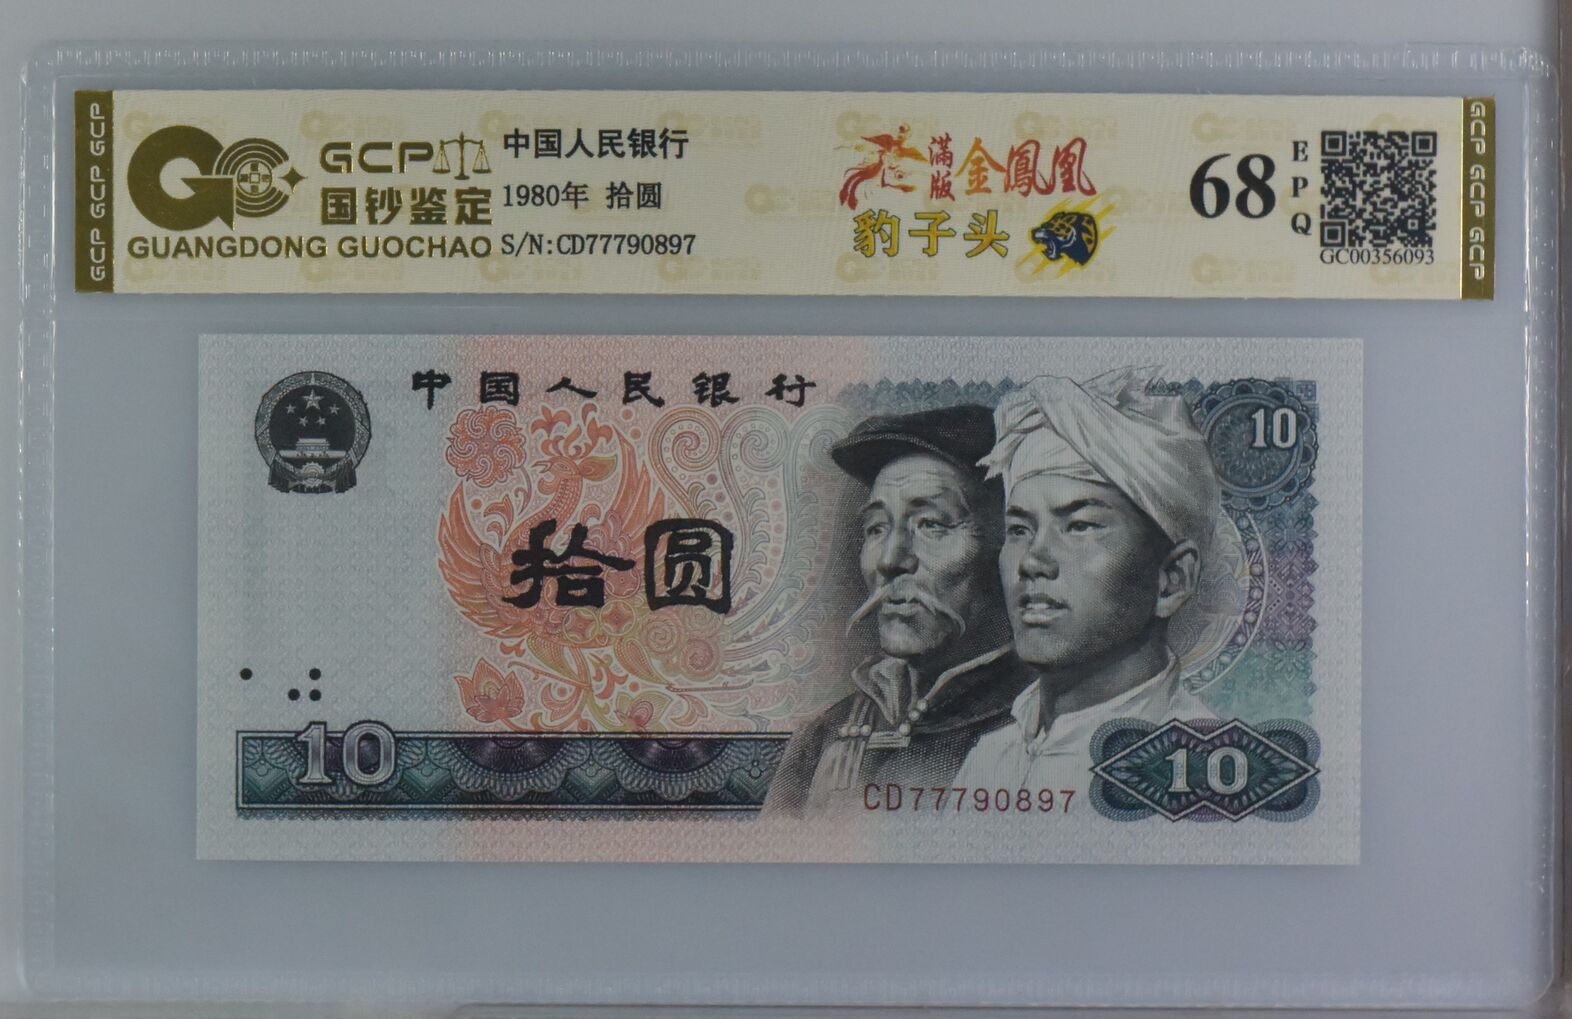 GCP GCP GCP
GCP
国钞鉴定
GUANGDONG GUOCHAO
中国人民银行
1980年 拾圆
S/N:CD77790897
满版
金鳳凰
豹子头
68
EPQ
GC00356093
GCP GCP GCP
中国人民银行
10
拾圆
10
CD77790897
10